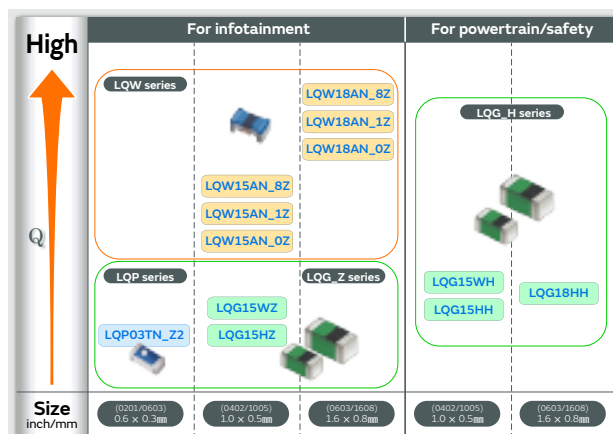 High
For infotainment
For powertrain/safety
LQW series
LQW18AN_8Z
LQW18AN_1Z
LQW18AN_0Z
LQW15AN_8Z
LQW15AN_1Z
LQW15AN_0Z
LQG_H series
LQG15WH
LQG15HH
LQG18HH
Q
LQP series
LQG_Z series
LQP03TN_Z2
LQG15WZ
LQG15HZ
Size
inch/mm
(0201/0603)
0.6 × 0.3㎜
(0402/1005)
1.0 × 0.5㎜
(0603/1608)
1.6 × 0.8㎜
(0402/1005)
1.0 × 0.5㎜
(0603/1608)
1.6 × 0.8㎜